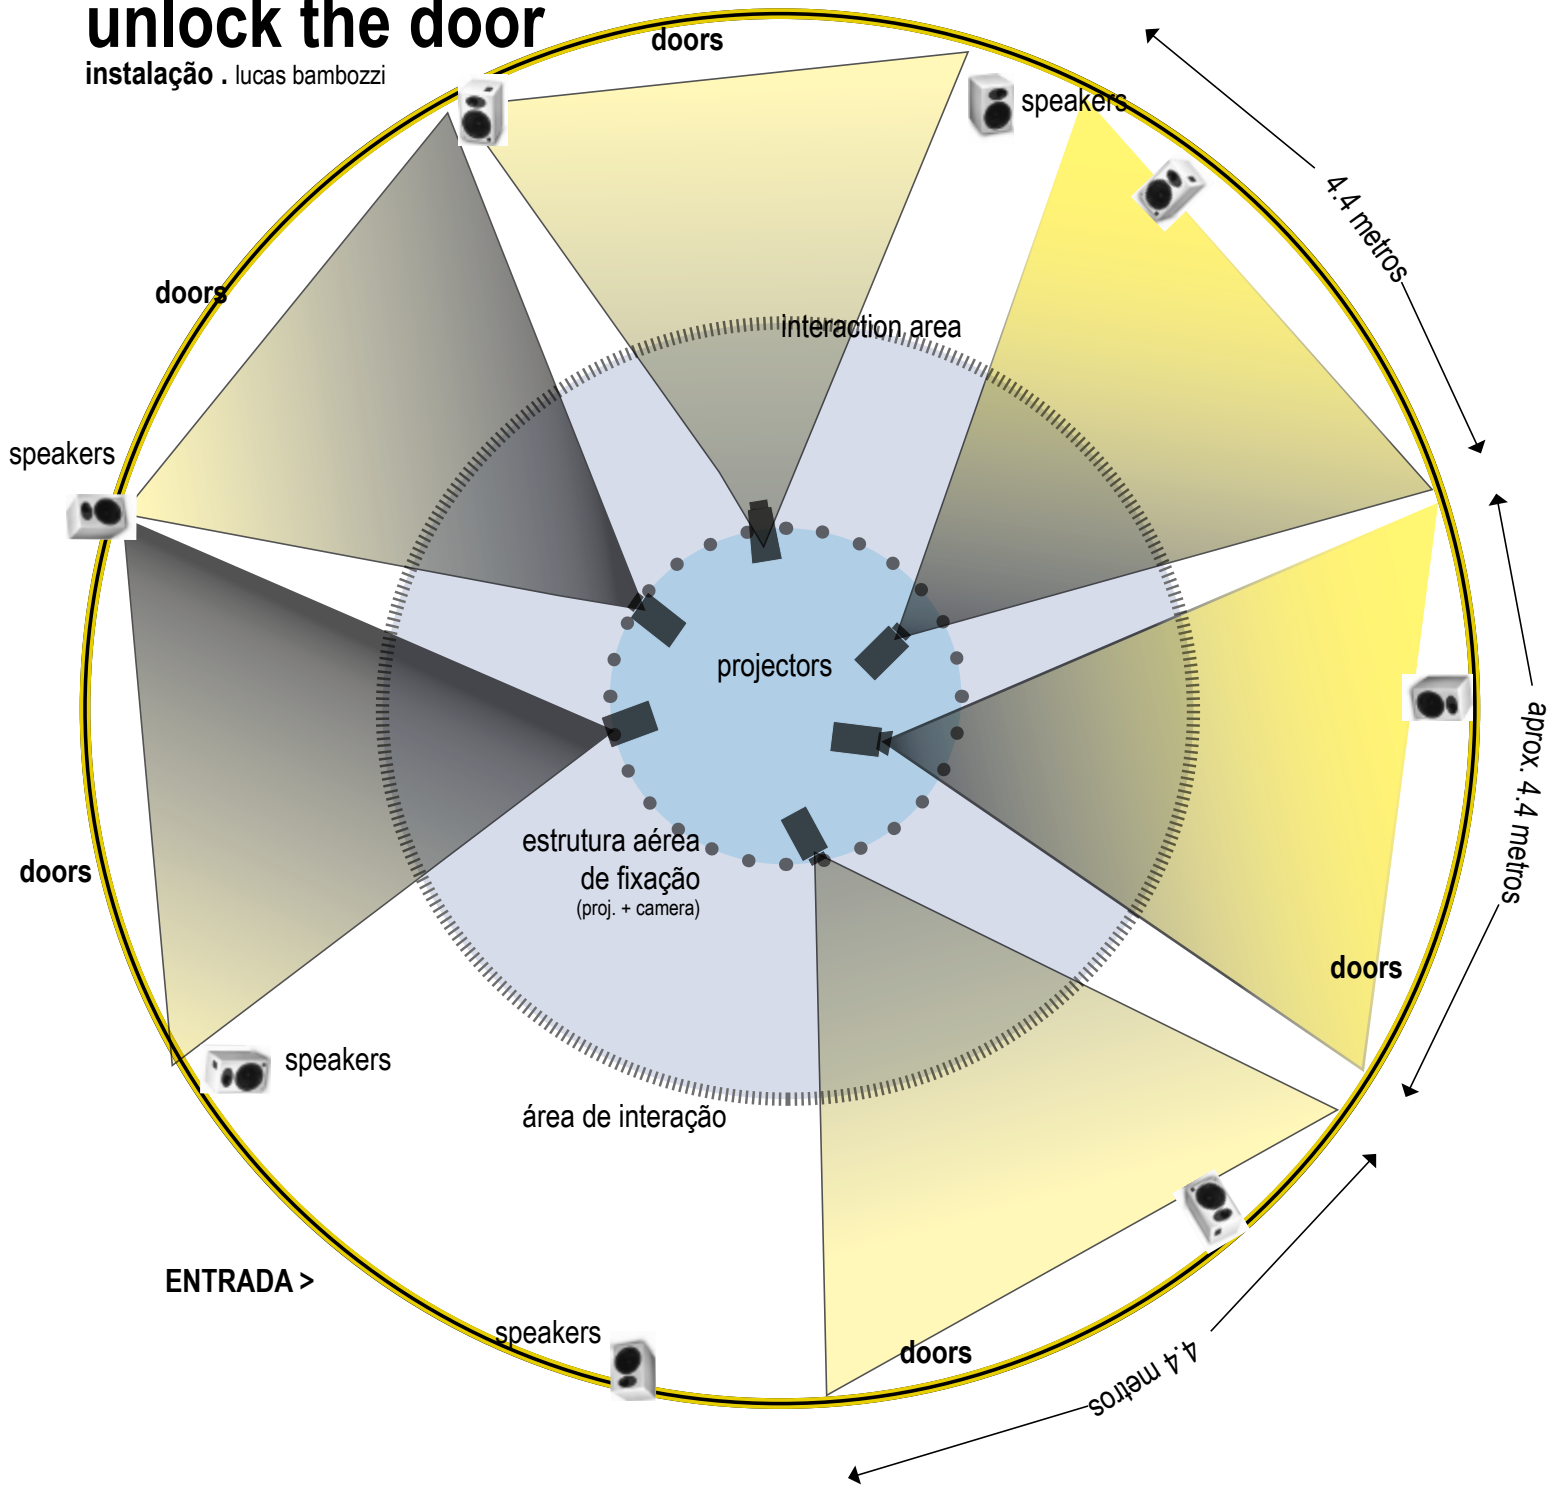 unlock the door
instalação . lucas bambozzi
doors
speakers
4.4 metros
doors
interaction area
speakers
projectors
aprox. 4.4 metros
estrutura aérea
de fixação
(proj. + camera)
doors
doors
speakers
área de interação
ENTRADA >
speakers
doors
4.4 metros